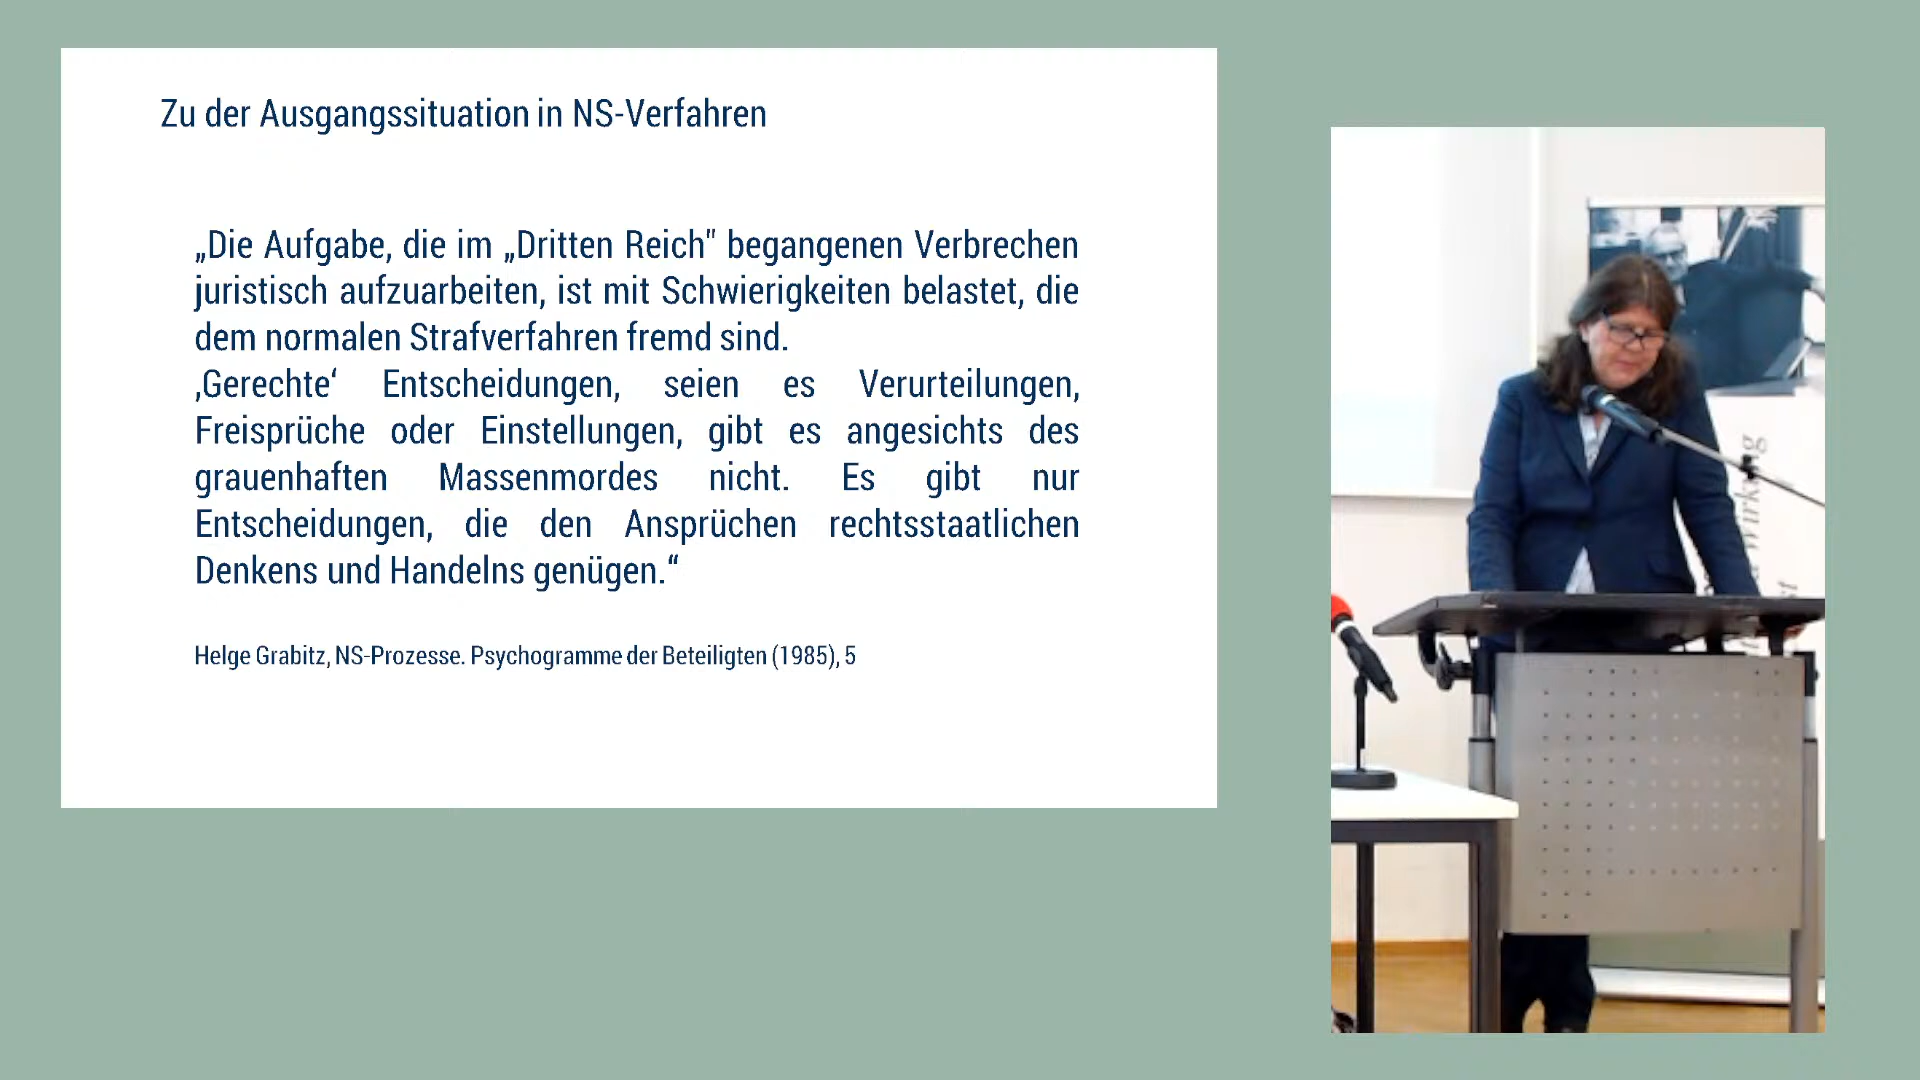 Zu der Ausgangssituation in NS-Verfahren
„Die Aufgabe, die im „Dritten Reich" begangenen Verbrechen
juristisch aufzuarbeiten, ist mit Schwierigkeiten belastet, die
dem normalen Strafverfahren fremd sind.
‚Gerechte‘ Entscheidungen, seien es Verurteilungen,
Freisprüche oder Einstellungen, gibt es angesichts des
grauenhaften Massenmordes nicht. Es gibt nur
Entscheidungen, die den Ansprüchen rechtsstaatlichen
Denkens und Handelns genügen.“
Helge Grabitz, NS-Prozesse. Psychogramme der Beteiligten (1985), 5